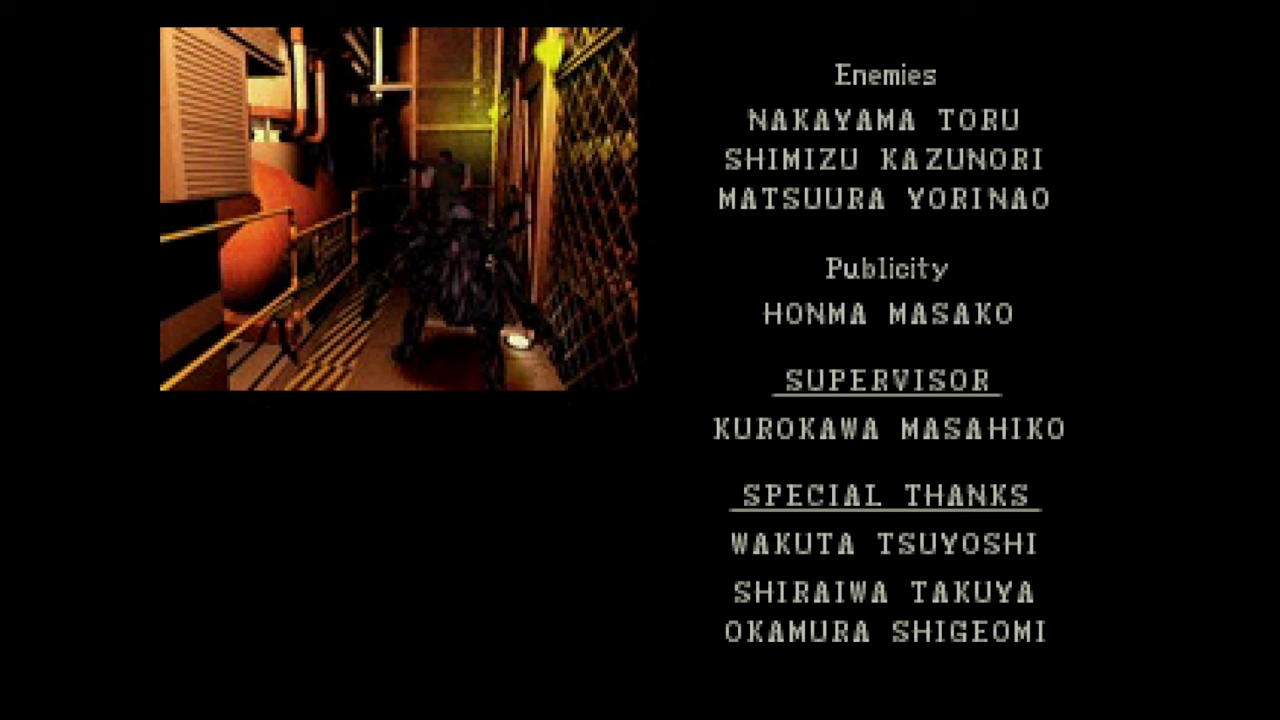 Enemies
NAKAYAMA TORU
SHIMIZU KAZUNORI
MATSUURA YORINAO
Publicity
HONMA MASAKO
SUPERVISOR
KUROKAWA MASAHIKO
SPECIAL THANKS
WAKUTA TSUYOSHI
SHIRAIWA TAKUYA
OKAMURA SHIGEOMI